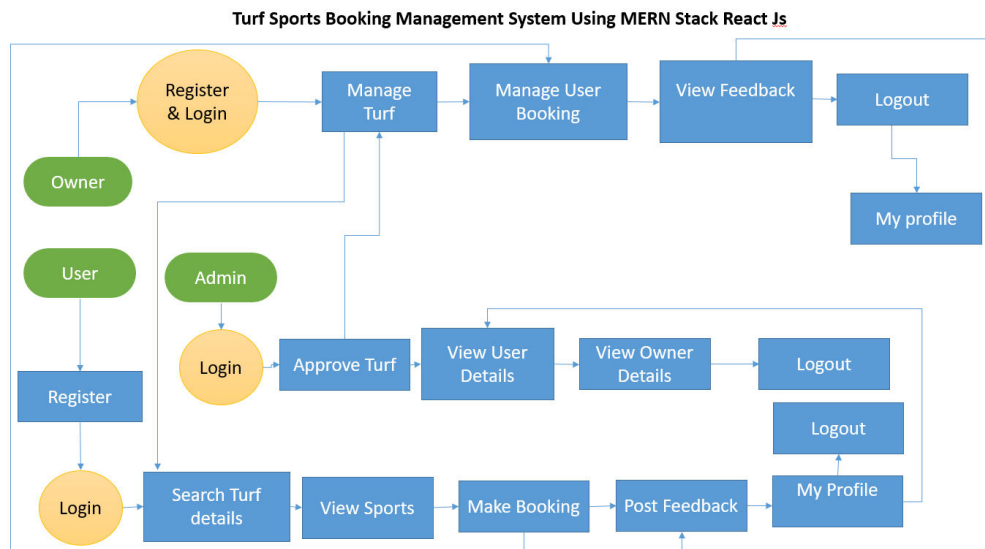 Turf Sports Booking Management System Using MERN Stack React Js
Register
& Login
Manage
Turf
Manage User
Booking
View Feedback
Logout
Owner
My profile
User
Admin
Login
Approve Turf
View User
Details
View Owner
Details
Logout
Register
Logout
Login
Search Turf
details
View Sports
Make Booking
Post Feedback
My Profile